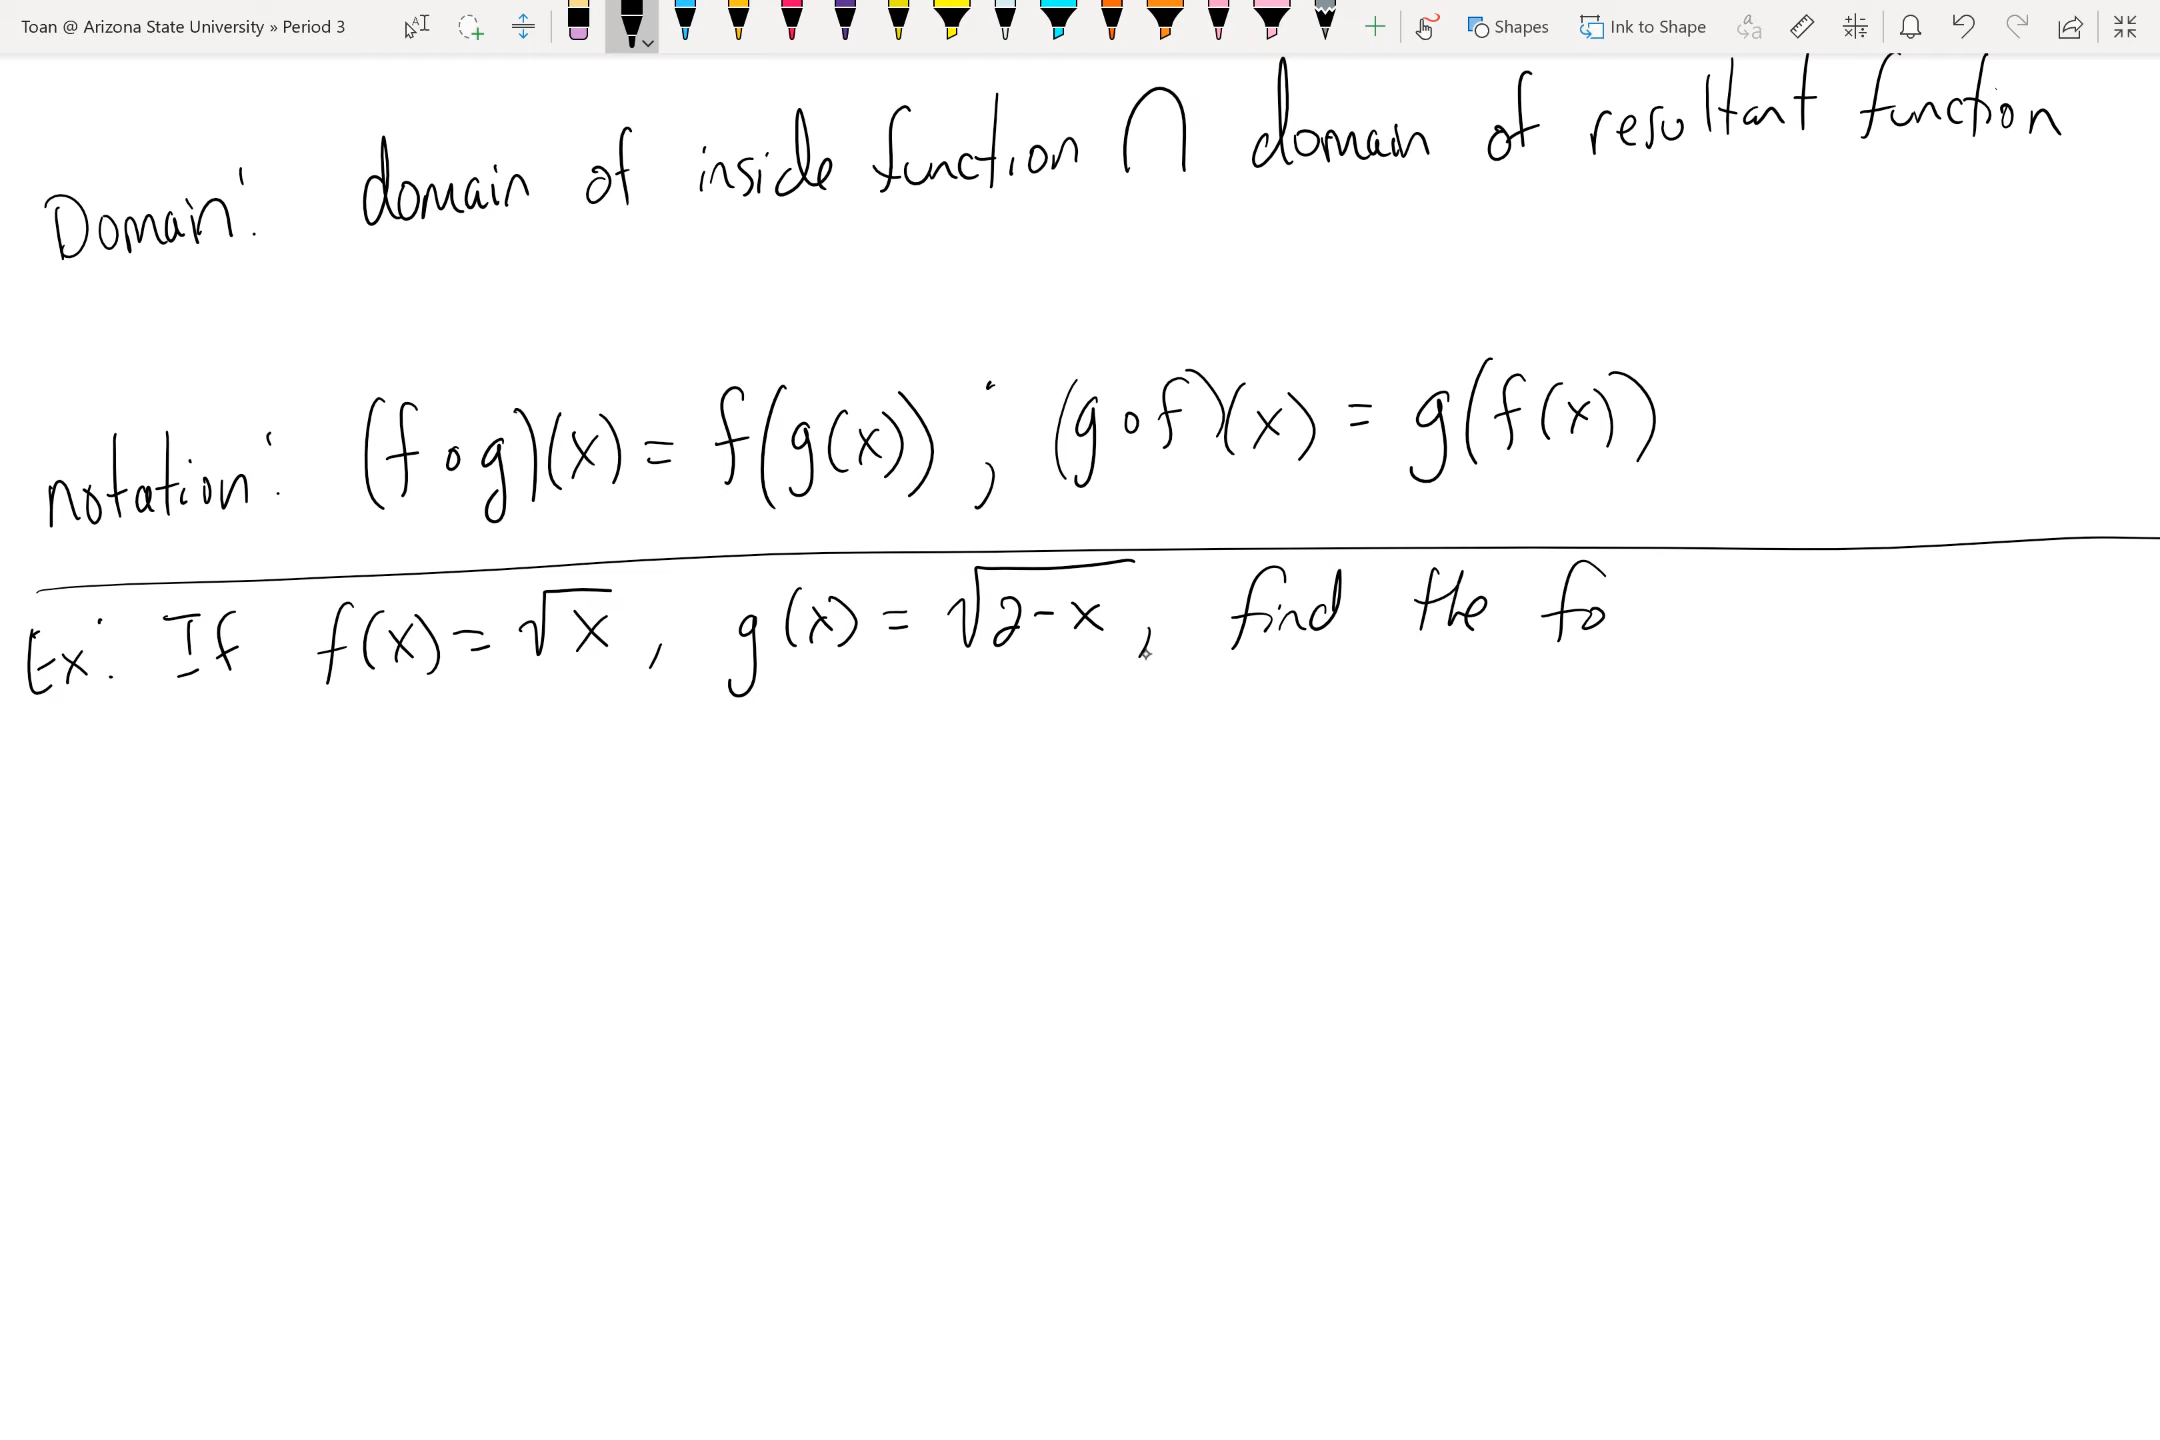 Toan @ Arizona State University » Period 3 Shapes Ink to Shape
Domain: domain of inside function ∩ domain of resultant function
notation: (f∘g)(x) = f(g(x)) ; (g∘f)(x) = g(f(x))
Ex: If f(x) = √x , g(x) = √2-x , find the fo